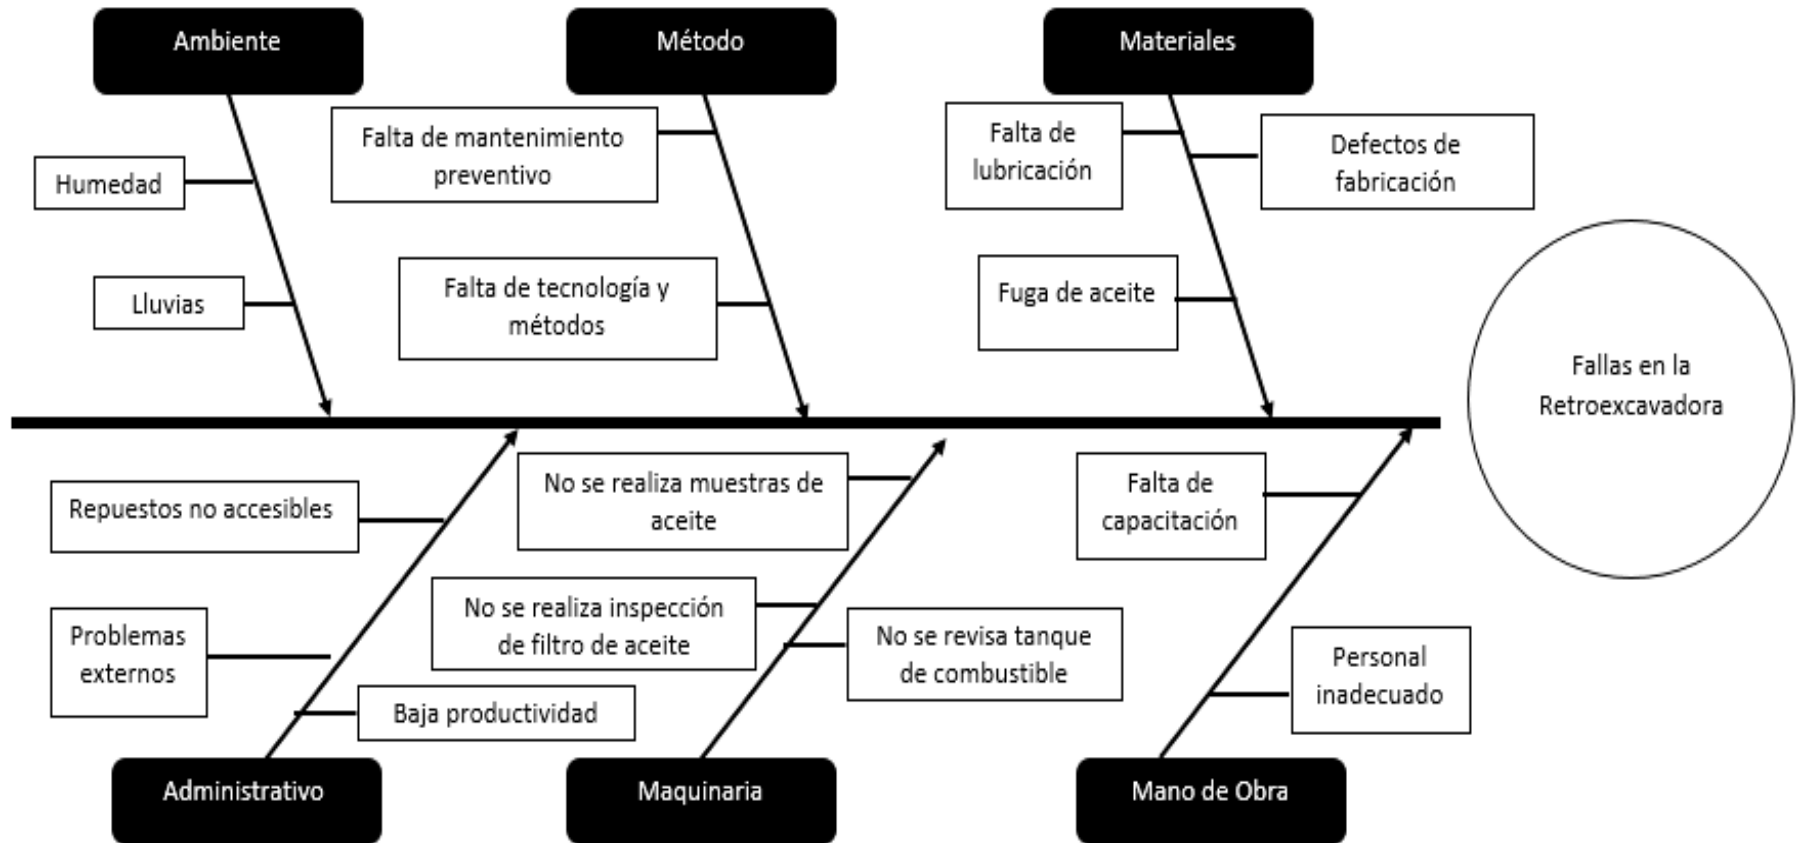 Ambiente
Método
Materiales
Falta de mantenimiento
preventivo
Falta de
lubricación
Defectos de
fabricación
Humedad
Lluvias
Falta de tecnología y
métodos
Fuga de aceite
Fallas en la
Retroexcavadora
Repuestos no accesibles
No se realiza muestras de
aceite
Falta de
capacitación
Problemas
externos
No se realiza inspección
de filtro de aceite
No se revisa tanque
de combustible
Personal
inadecuado
Baja productividad
Administrativo
Maquinaria
Mano de Obra